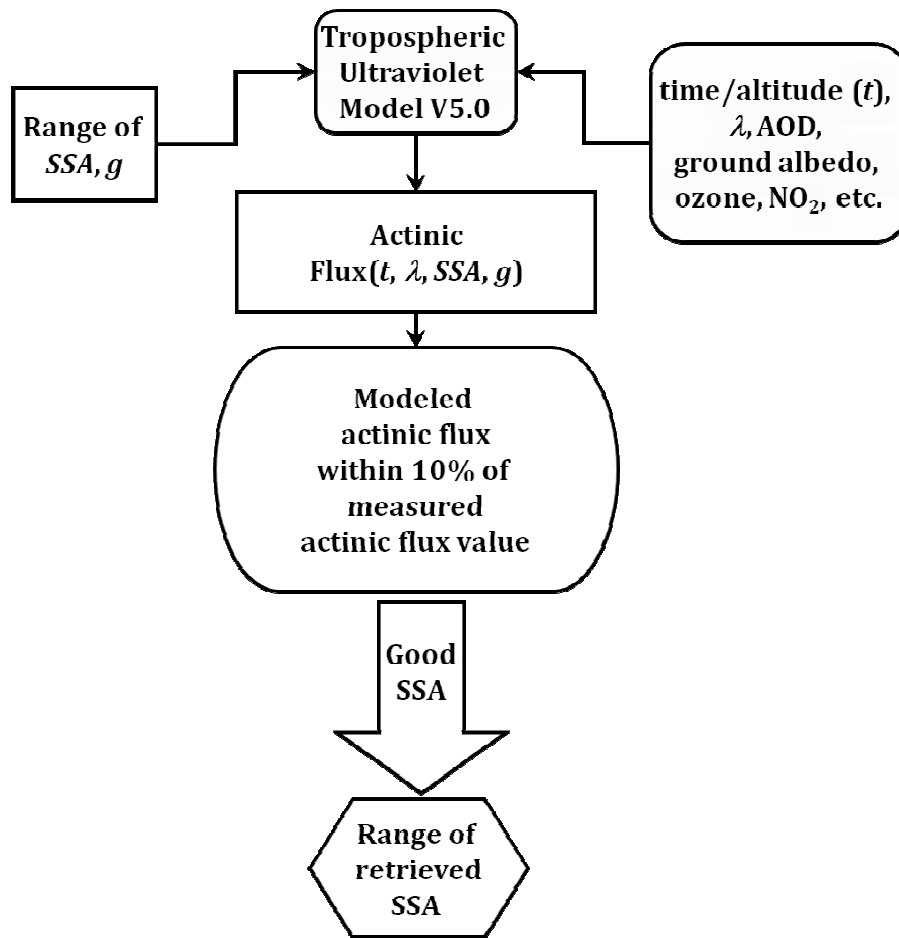 Tropospheric
Ultraviolet
Model V5.0
Range of
SSA, g
time/altitude (t),
λ, AOD,
ground albedo,
ozone, NO₂, etc.
Actinic
Flux(t, λ, SSA, g)
Modeled
actinic flux
within 10% of
measured
actinic flux value
Good
SSA
Range of
retrieved
SSA